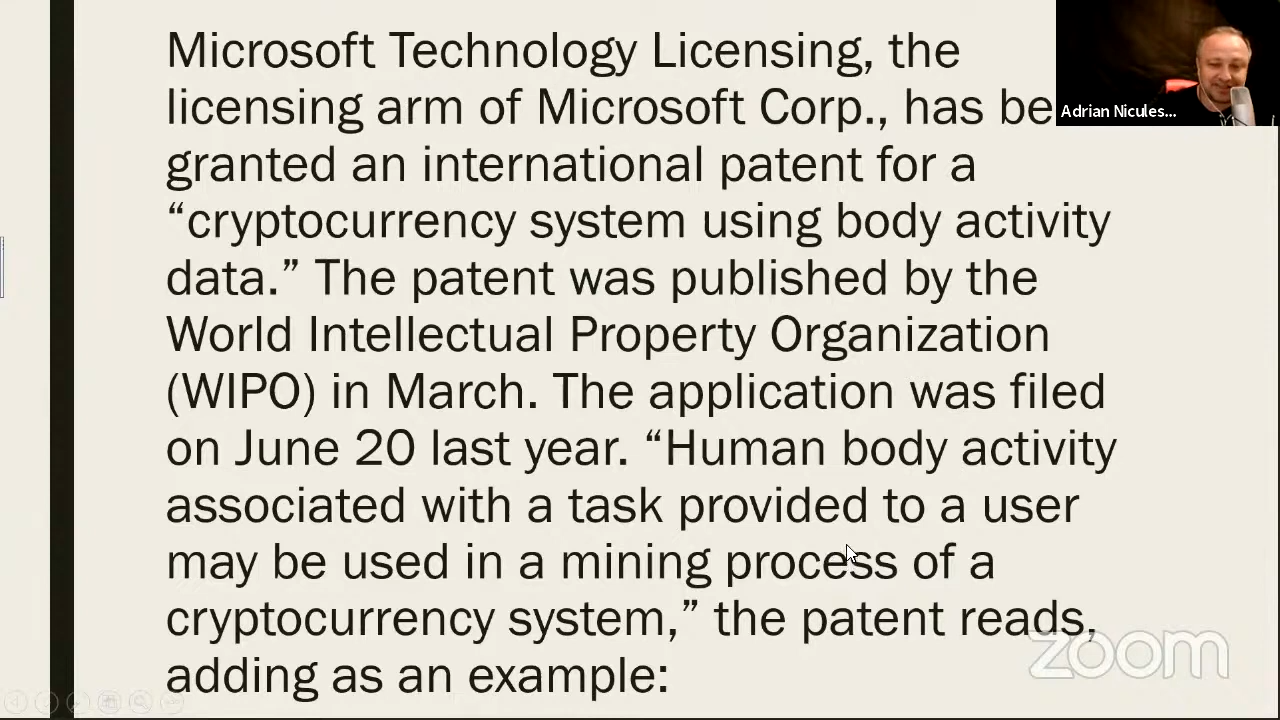 Microsoft Technology Licensing, the
licensing arm of Microsoft Corp., has be
granted an international patent for a
“cryptocurrency system using body activity
data.” The patent was published by the
World Intellectual Property Organization
(WIPO) in March. The application was filed
on June 20 last year. “Human body activity
associated with a task provided to a user
may be used in a mining process of a
cryptocurrency system,” the patent reads,
adding as an example:
Adrian Nicules...
zoom